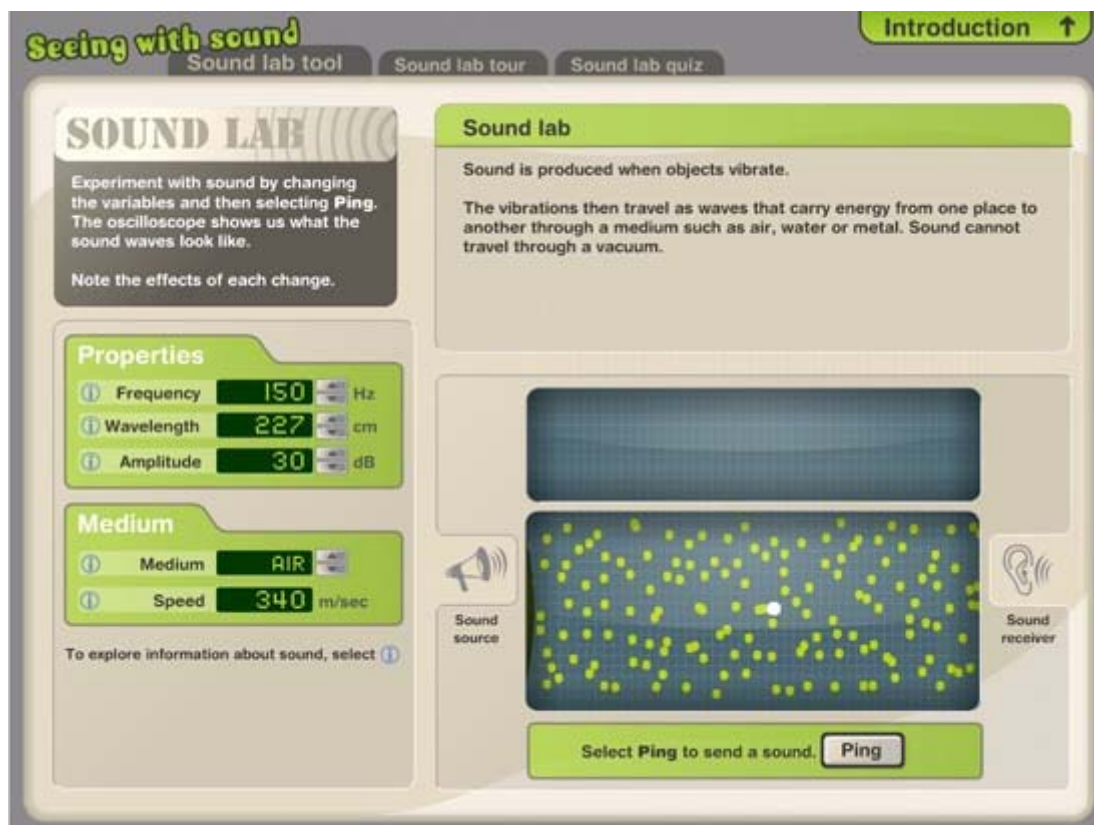 Seeing with sound
Introduction ↑
Sound lab tool
Sound lab tour
Sound lab quiz
SOUND LAB
Experiment with sound by changing
the variables and then selecting Ping.
The oscilloscope shows us what the
sound waves look like.
Note the effects of each change.
Sound lab
Sound is produced when objects vibrate.
The vibrations then travel as waves that carry energy from one place to
another through a medium such as air, water or metal. Sound cannot
travel through a vacuum.
Properties
i Frequency 150 Hz
i Wavelength 227 cm
i Amplitude 30 dB
Medium
i Medium AIR
i Speed 340 m/sec
To explore information about sound, select i
Sound
source
Sound
receiver
Select Ping to send a sound. Ping